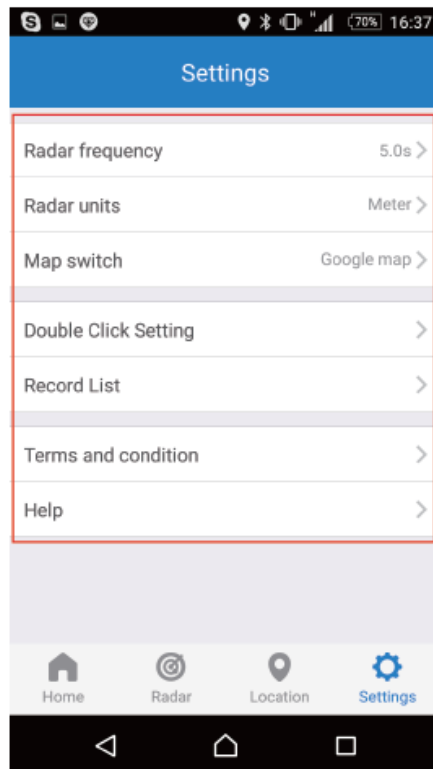 70% 16:37
Settings
Radar frequency 5.0s
Radar units Meter
Map switch Google map
Double Click Setting
Record List
Terms and condition
Help
Home Radar Location Settings